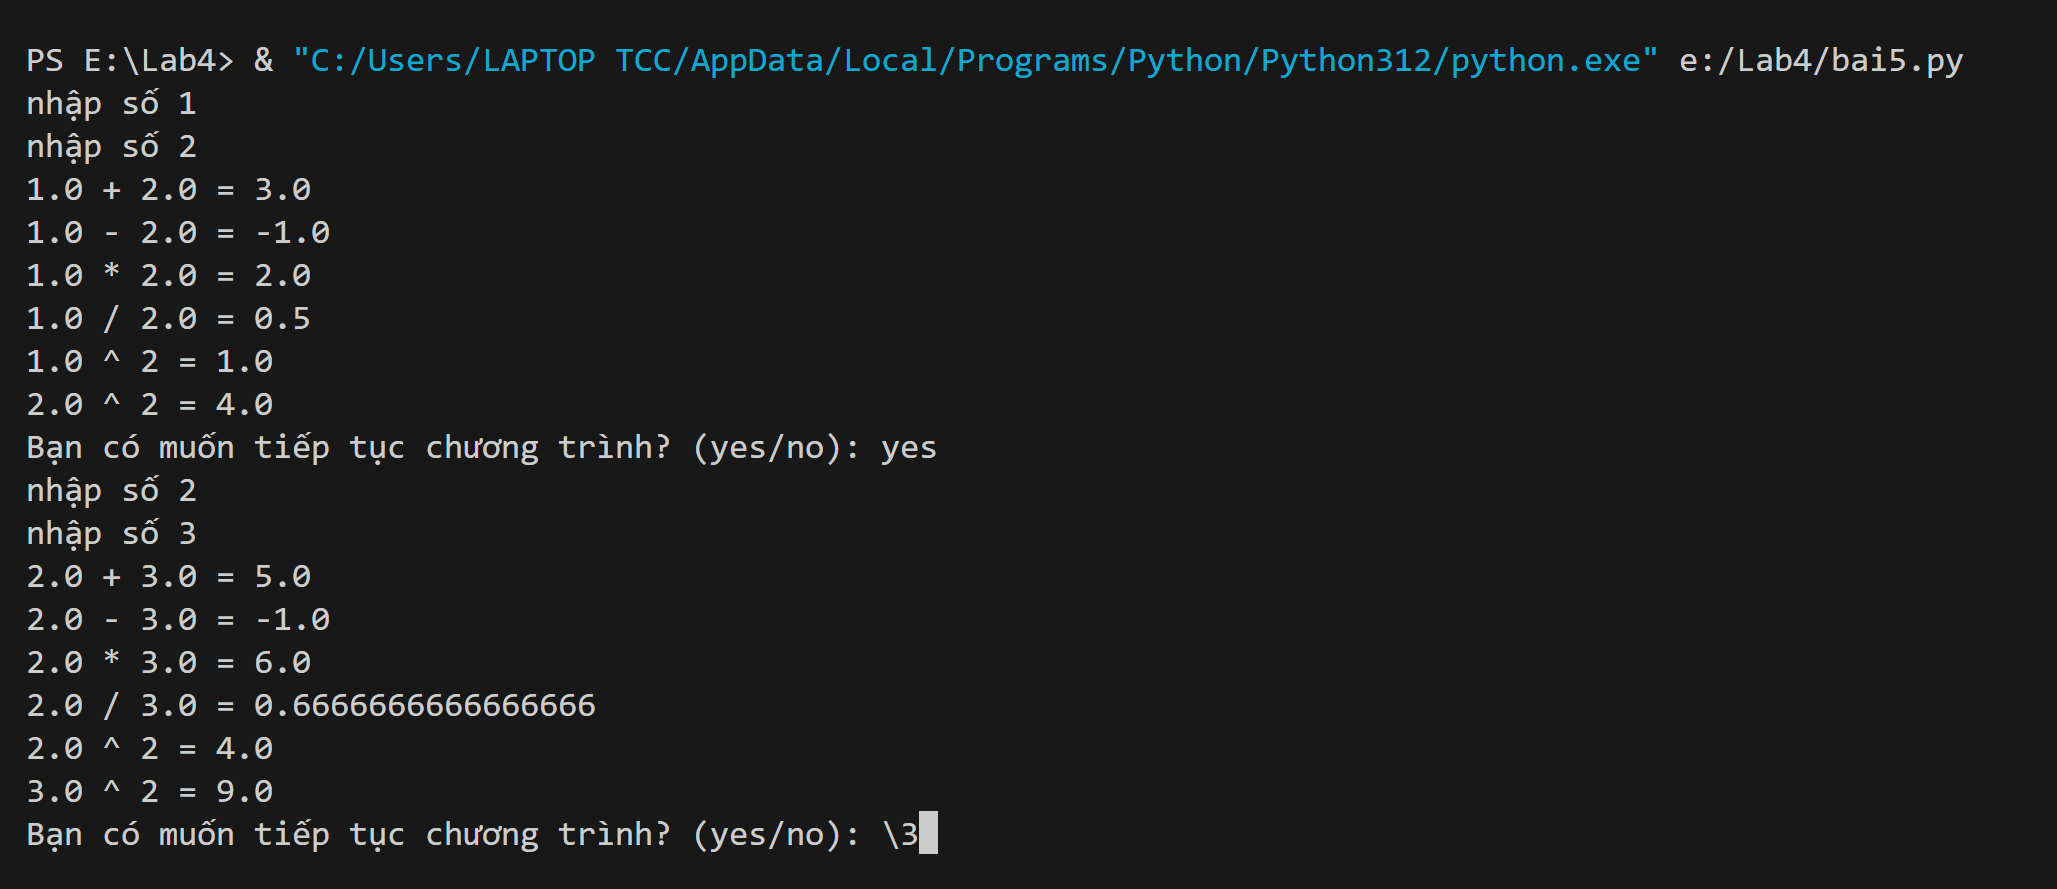 PS E:\Lab4> & "C:/Users/LAPTOP TCC/AppData/Local/Programs/Python/Python312/python.exe" e:/Lab4/bai5.py
nhập số 1
nhập số 2
1.0 + 2.0 = 3.0
1.0 - 2.0 = -1.0
1.0 * 2.0 = 2.0
1.0 / 2.0 = 0.5
1.0 ^ 2 = 1.0
2.0 ^ 2 = 4.0
Bạn có muốn tiếp tục chương trình? (yes/no): yes
nhập số 2
nhập số 3
2.0 + 3.0 = 5.0
2.0 - 3.0 = -1.0
2.0 * 3.0 = 6.0
2.0 / 3.0 = 0.6666666666666666
2.0 ^ 2 = 4.0
3.0 ^ 2 = 9.0
Bạn có muốn tiếp tục chương trình? (yes/no): \3